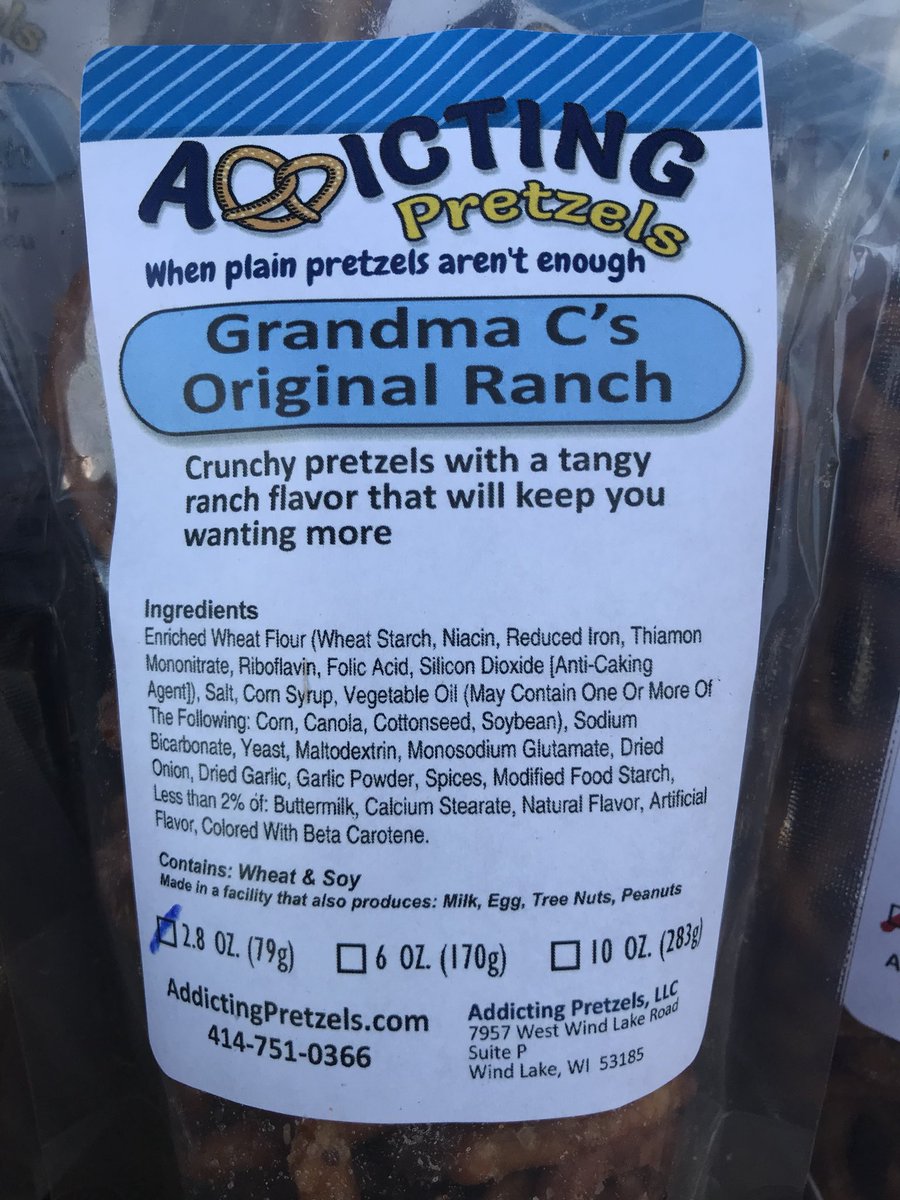 ADDICTING
Pretzels
When plain pretzels aren't enough
Grandma C's
Original Ranch
Crunchy pretzels with a tangy
ranch flavor that will keep you
wanting more
Ingredients
Enriched Wheat Flour (Wheat Starch, Niacin, Reduced Iron, Thiamon
Mononitrate, Riboflavin, Folic Acid, Silicon Dioxide [Anti-Caking
Agent]), Salt, Corn Syrup, Vegetable Oil (May Contain One Or More Of
The Following: Corn, Canola, Cottonseed, Soybean), Sodium
Bicarbonate, Yeast, Maltodextrin, Monosodium Glutamate, Dried
Onion, Dried Garlic, Garlic Powder, Spices, Modified Food Starch,
Less than 2% of: Buttermilk, Calcium Stearate, Natural Flavor, Artificial
Flavor, Colored With Beta Carotene.
Contains: Wheat & Soy
Made in a facility that also produces: Milk, Egg, Tree Nuts, Peanuts
2.8 OZ. (79g) 6 OZ. (170g) 10 OZ. (283g)
AddictingPretzels.com
414-751-0366
Addicting Pretzels, LLC
7957 West Wind Lake Road
Suite P
Wind Lake, WI 53185